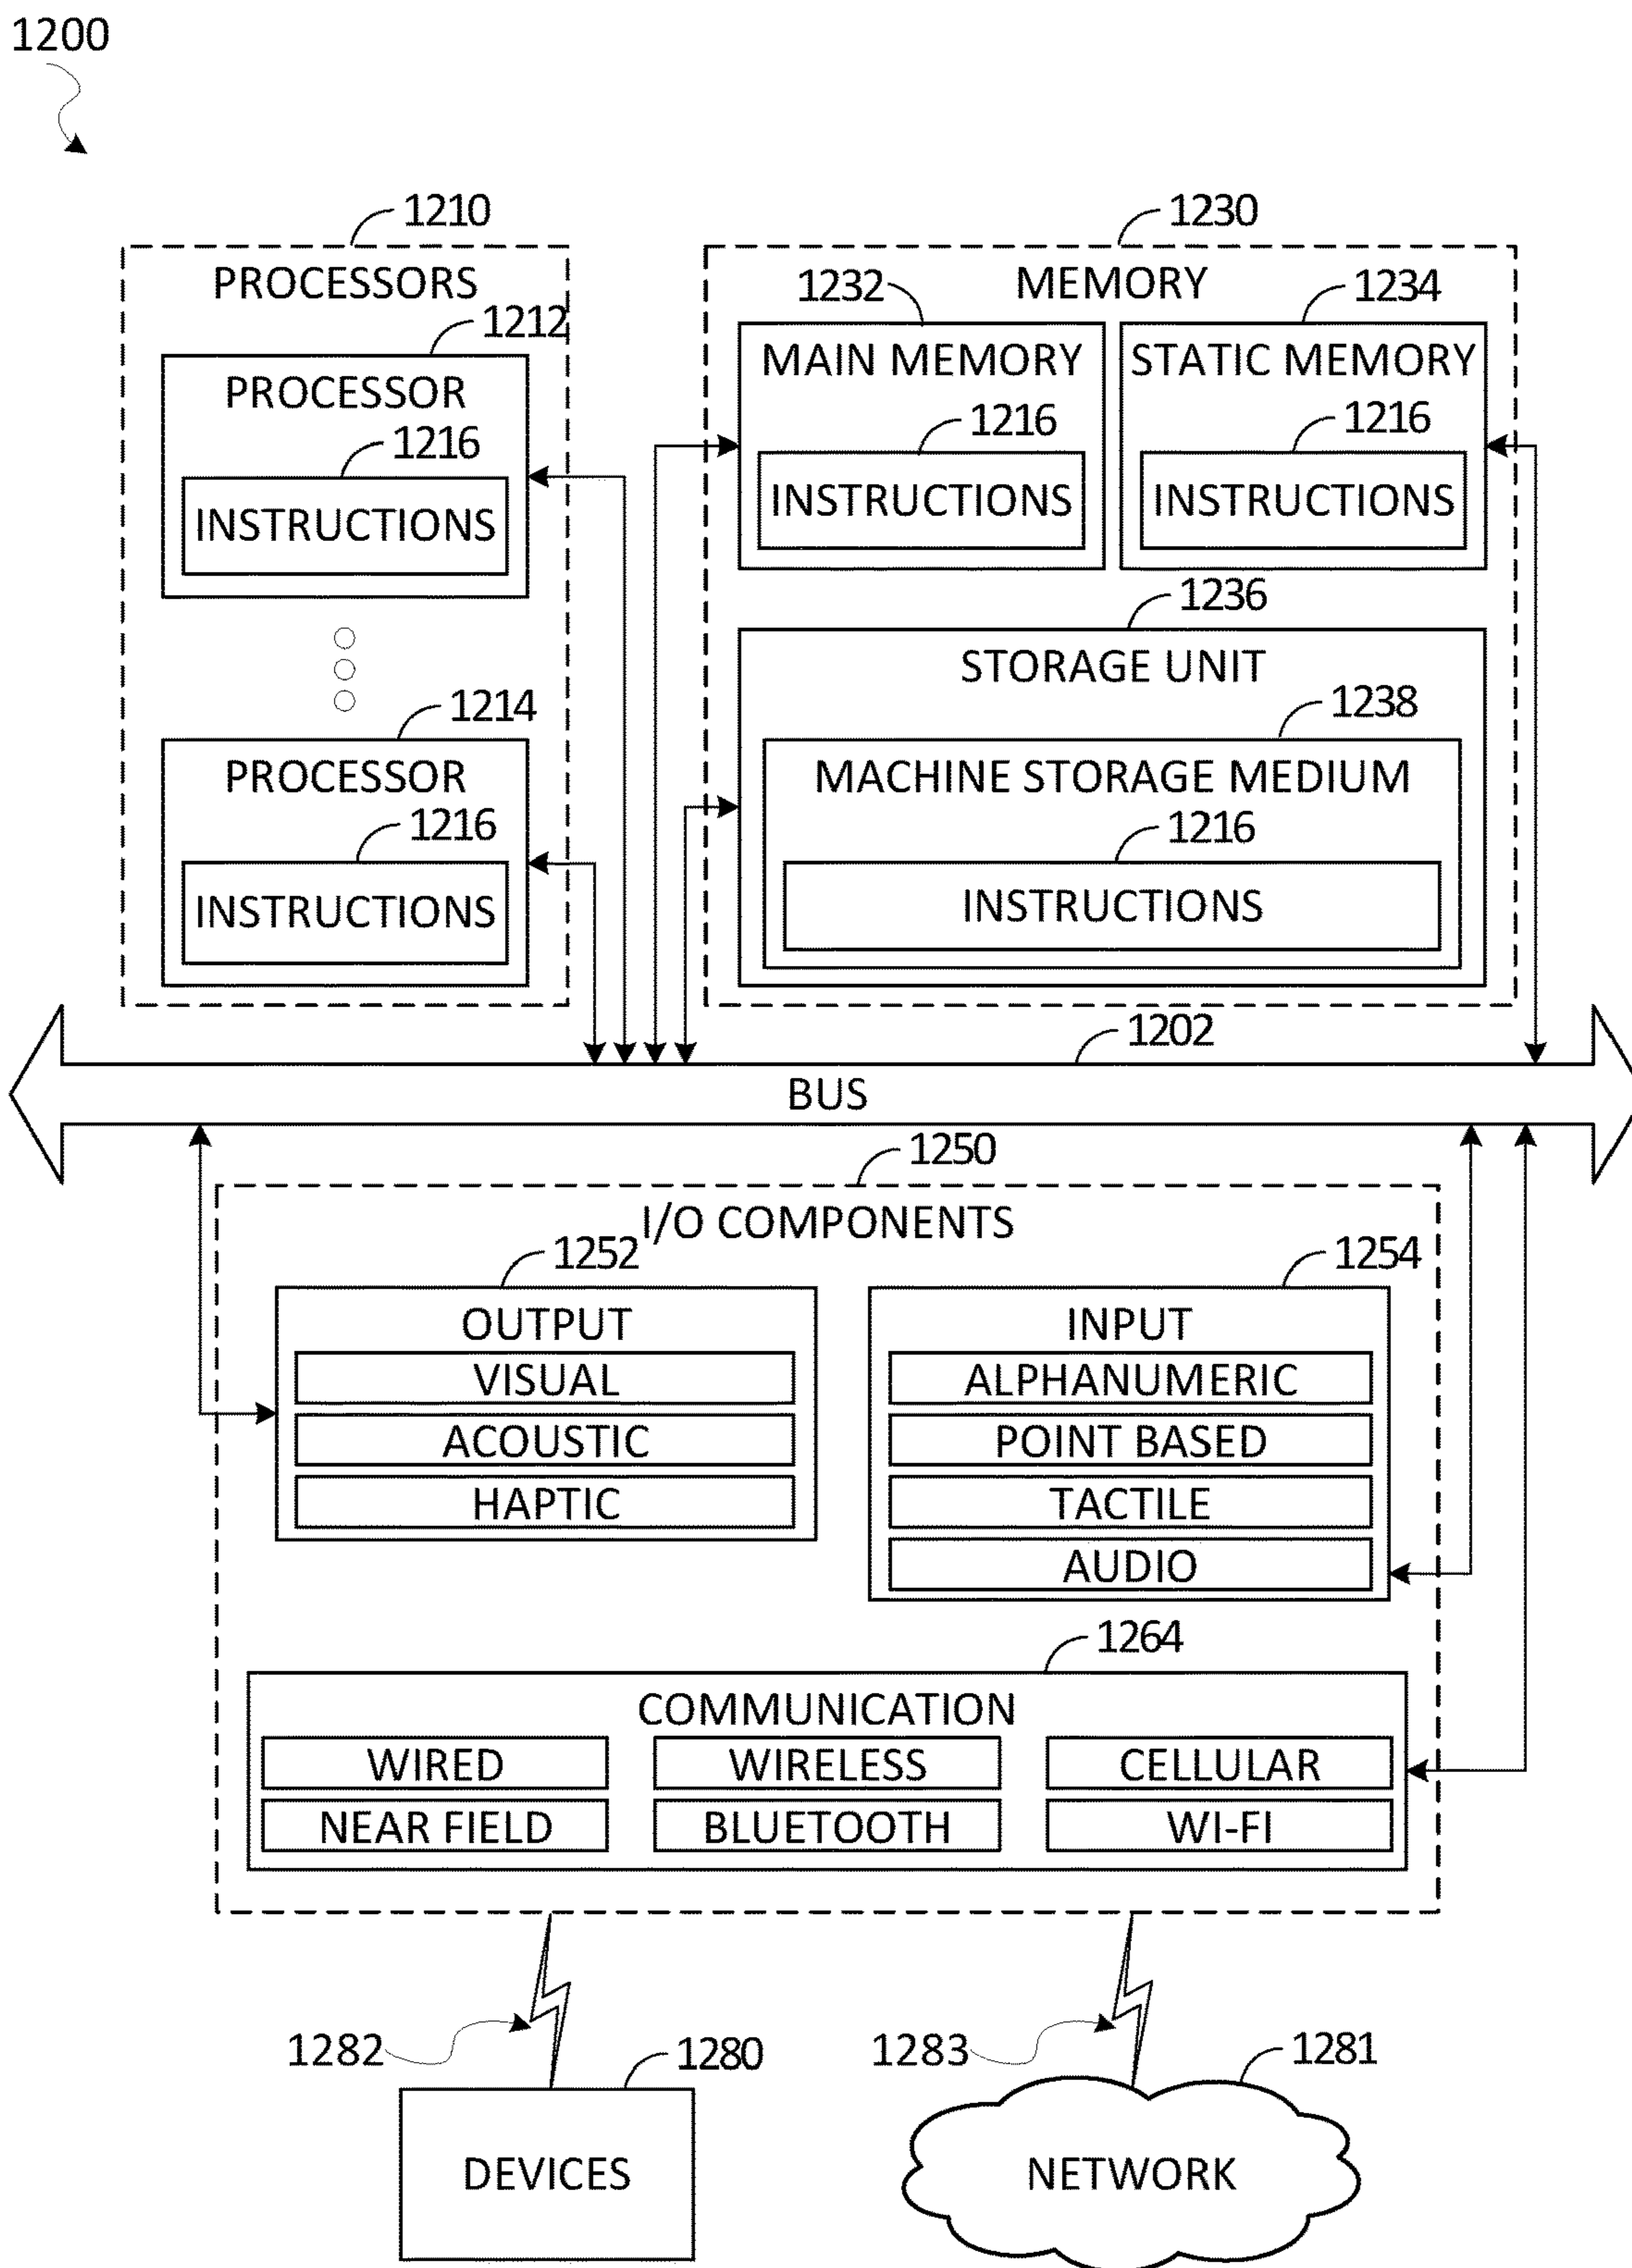 1200
1210
PROCESSORS
1212
PROCESSOR
1216
INSTRUCTIONS
1214
PROCESSOR
1216
INSTRUCTIONS
1230
MEMORY
1232
MAIN MEMORY
1216
INSTRUCTIONS
1234
STATIC MEMORY
1216
INSTRUCTIONS
1236
STORAGE UNIT
1238
MACHINE STORAGE MEDIUM
1216
INSTRUCTIONS
1202
BUS
1250
I/O COMPONENTS
1252
OUTPUT
VISUAL
ACOUSTIC
HAPTIC
1254
INPUT
ALPHANUMERIC
POINT BASED
TACTILE
AUDIO
1264
COMMUNICATION
WIRED
WIRELESS
CELLULAR
NEAR FIELD
BLUETOOTH
WI-FI
1282
1280
DEVICES
1283
1281
NETWORK